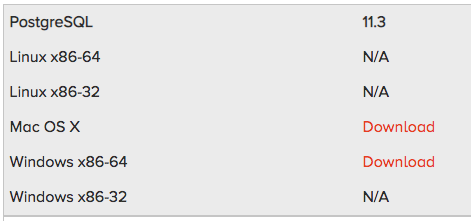 PostgreSQL 11.3
Linux x86-64 N/A
Linux x86-32 N/A
Mac OS X Download
Windows x86-64 Download
Windows x86-32 N/A